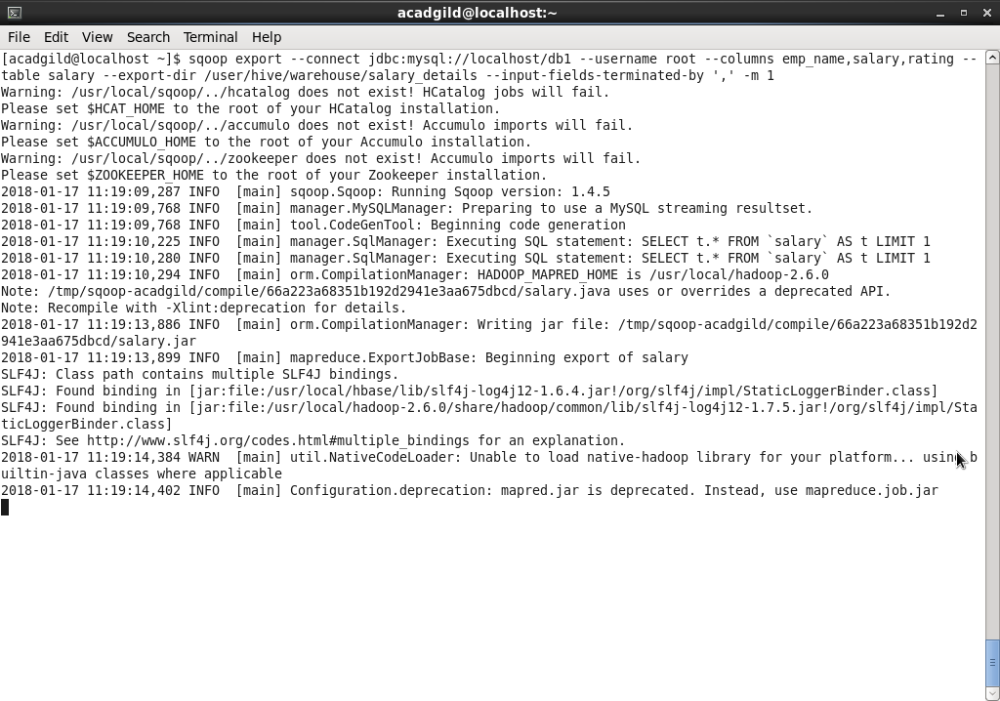 acadgild@localhost:~
File Edit View Search Terminal Help
[acadgild@localhost ~]$ sqoop export --connect jdbc:mysql://localhost/db1 --username root --columns emp_name,salary,rating --
table salary --export-dir /user/hive/warehouse/salary_details --input-fields-terminated-by ',' -m 1
Warning: /usr/local/sqoop/../hcatalog does not exist! HCatalog jobs will fail.
Please set $HCAT_HOME to the root of your HCatalog installation.
Warning: /usr/local/sqoop/../accumulo does not exist! Accumulo imports will fail.
Please set $ACCUMULO_HOME to the root of your Accumulo installation.
Warning: /usr/local/sqoop/../zookeeper does not exist! Accumulo imports will fail.
Please set $ZOOKEEPER_HOME to the root of your Zookeeper installation.
2018-01-17 11:19:09,287 INFO  [main] sqoop.Sqoop: Running Sqoop version: 1.4.5
2018-01-17 11:19:09,768 INFO  [main] manager.MySQLManager: Preparing to use a MySQL streaming resultset.
2018-01-17 11:19:09,768 INFO  [main] tool.CodeGenTool: Beginning code generation
2018-01-17 11:19:10,225 INFO  [main] manager.SqlManager: Executing SQL statement: SELECT t.* FROM `salary` AS t LIMIT 1
2018-01-17 11:19:10,280 INFO  [main] manager.SqlManager: Executing SQL statement: SELECT t.* FROM `salary` AS t LIMIT 1
2018-01-17 11:19:10,294 INFO  [main] orm.CompilationManager: HADOOP_MAPRED_HOME is /usr/local/hadoop-2.6.0
Note: /tmp/sqoop-acadgild/compile/66a223a68351b192d2941e3aa675dbcd/salary.java uses or overrides a deprecated API.
Note: Recompile with -Xlint:deprecation for details.
2018-01-17 11:19:13,886 INFO  [main] orm.CompilationManager: Writing jar file: /tmp/sqoop-acadgild/compile/66a223a68351b192d2
941e3aa675dbcd/salary.jar
2018-01-17 11:19:13,899 INFO  [main] mapreduce.ExportJobBase: Beginning export of salary
SLF4J: Class path contains multiple SLF4J bindings.
SLF4J: Found binding in [jar:file:/usr/local/hbase/lib/slf4j-log4j12-1.6.4.jar!/org/slf4j/impl/StaticLoggerBinder.class]
SLF4J: Found binding in [jar:file:/usr/local/hadoop-2.6.0/share/hadoop/common/lib/slf4j-log4j12-1.7.5.jar!/org/slf4j/impl/Sta
ticLoggerBinder.class]
SLF4J: See http://www.slf4j.org/codes.html#multiple_bindings for an explanation.
2018-01-17 11:19:14,384 WARN  [main] util.NativeCodeLoader: Unable to load native-hadoop library for your platform... using b
uiltin-java classes where applicable
2018-01-17 11:19:14,402 INFO  [main] Configuration.deprecation: mapred.jar is deprecated. Instead, use mapreduce.job.jar